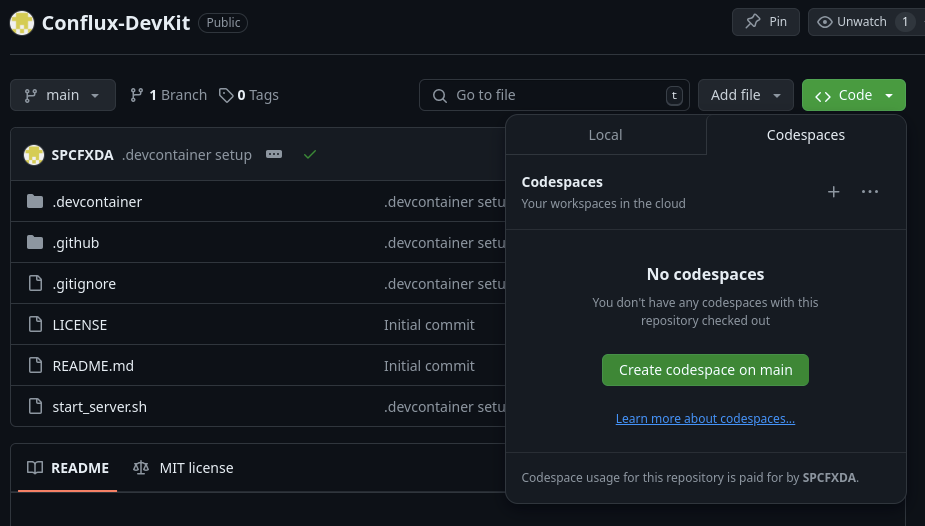 Conflux-DevKit Public Pin Unwatch 1
main 1 Branch 0 Tags Go to file t Add file Code
Local Codespaces
SPCFXDA .devcontainer setup
.devcontainer .devcontainer setu
.github .devcontainer setu
.gitignore .devcontainer setu
LICENSE Initial commit
README.md Initial commit
start_server.sh .devcontainer setu
README MIT license
Codespaces
Your workspaces in the cloud
No codespaces
You don't have any codespaces with this
repository checked out
Create codespace on main
Learn more about codespaces...
Codespace usage for this repository is paid for by SPCFXDA.